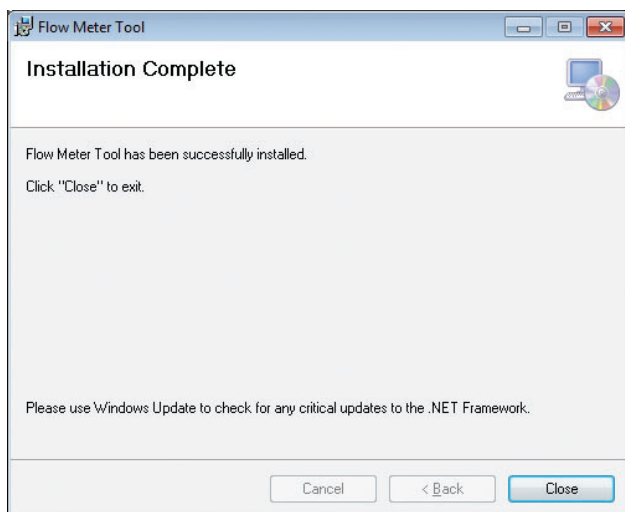 Flow Meter Tool
Installation Complete
Flow Meter Tool has been successfully installed.
Click "Close" to exit.
Please use Windows Update to check for any critical updates to the .NET Framework.
Cancel
< Back
Close